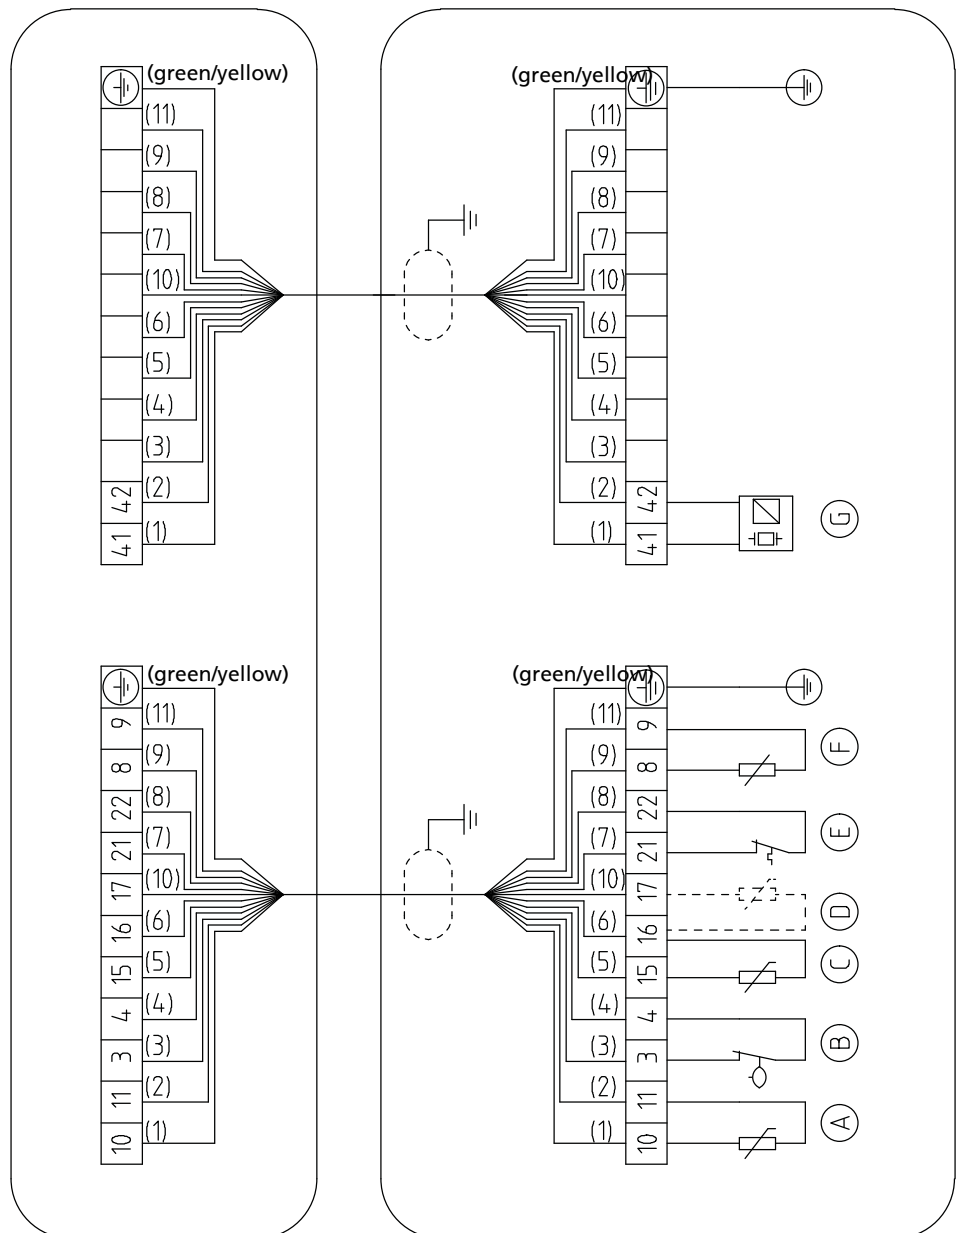 (green/yellow) (green/yellow)
(11) (11)
(9) (9)
(8) (8)
(7) (7)
(10) (10)
(6) (6)
(5) (5)
(4) (4)
(3) (3)
42 (2) (2) 42
41 (1) (1) 41 G
(green/yellow) (green/yellow)
9 (11) (11) 9
8 (9) (9) 8 F
22 (8) (8) 22
21 (7) (7) 21 E
17 (10) (10) 17
16 (6) (6) 16 D
15 (5) (5) 15 C
4 (4) (4) 4
3 (3) (3) 3 B
11 (2) (2) 11
10 (1) (1) 10 A